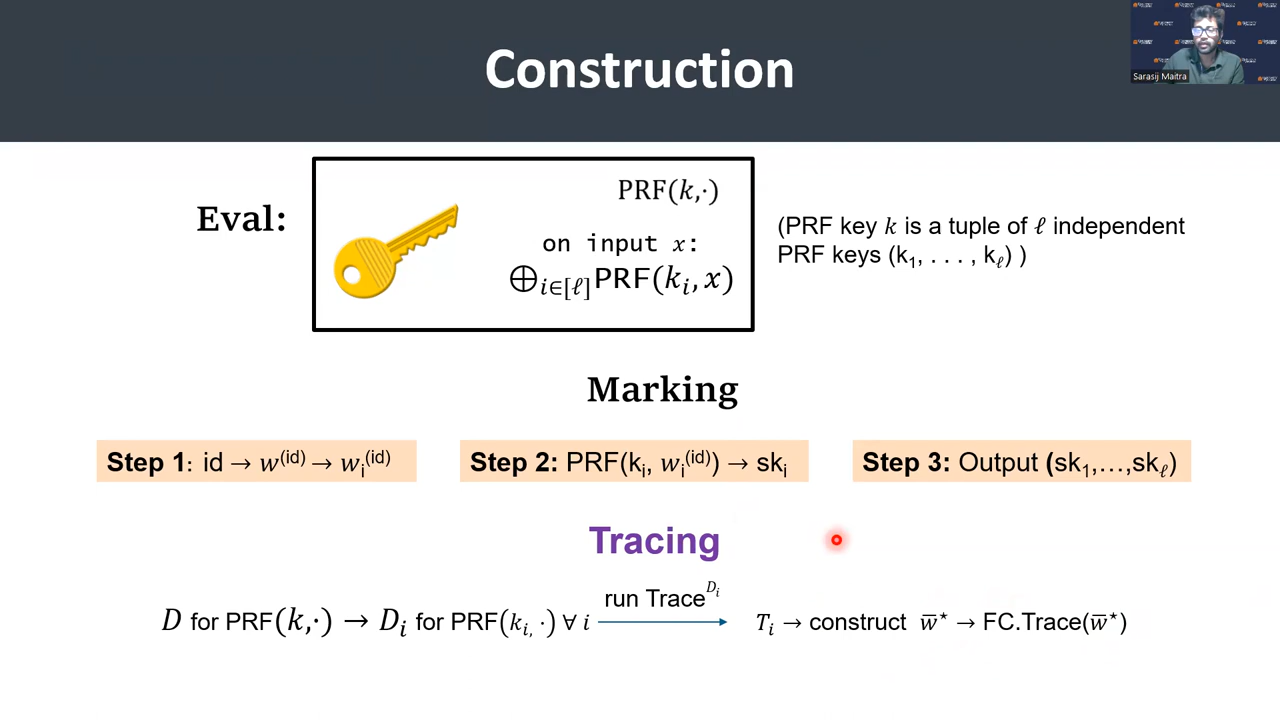 Construction
Sarasij Maitra
Eval:
PRF(k,·)
on input x:
⊕i∈[ℓ]PRF(ki, x)
(PRF key k is a tuple of ℓ independent
PRF keys (k1, . . . , kℓ) )
Marking
Step 1: id → w(id) → wi(id)
Step 2: PRF(ki, wi(id)) → ski
Step 3: Output (sk1,…,skℓ)
Tracing
D for PRF(k,·) → Di for PRF(ki, ·) ∀ i
run TraceDi
Ti → construct w̅⋆ → FC.Trace(w̅⋆)